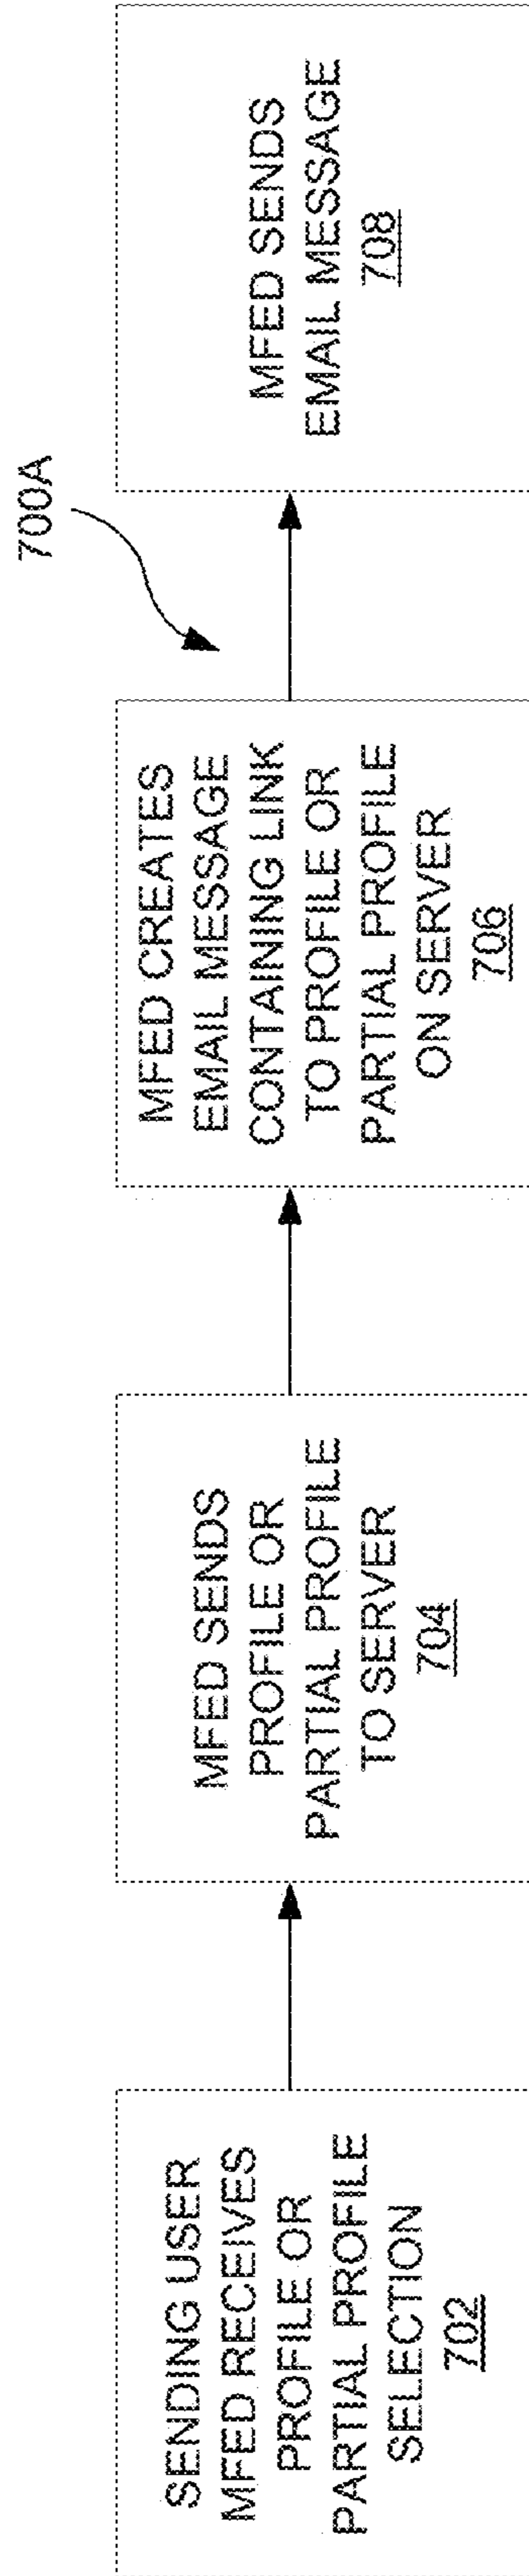 700A
SENDING USER
MFED RECEIVES
PROFILE OR
PARTIAL PROFILE
SELECTION
702
MFED SENDS
PROFILE OR
PARTIAL PROFILE
TO SERVER
704
MFED CREATES
EMAIL MESSAGE
CONTAINING LINK
TO PROFILE OR
PARTIAL PROFILE
ON SERVER
706
MFED SENDS
EMAIL MESSAGE
708